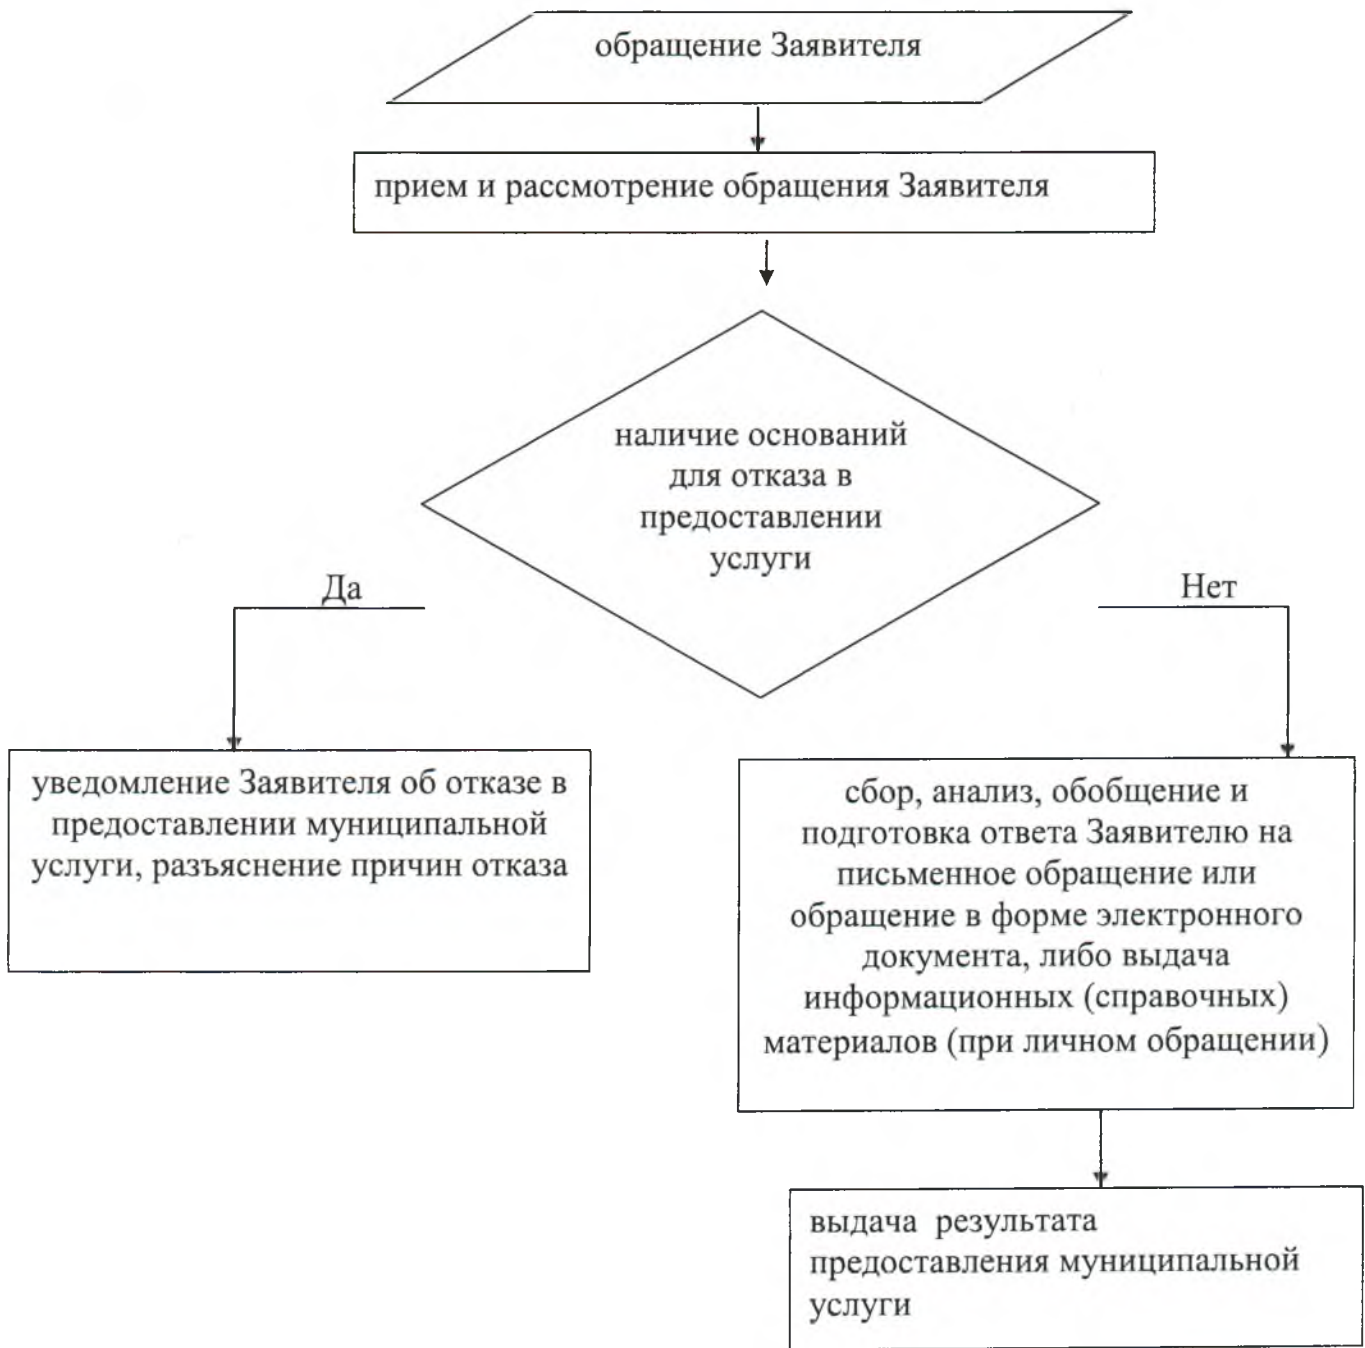 обращение Заявителя
прием и рассмотрение обращения Заявителя
наличие оснований
для отказа в
предоставлении
услуги
Да
Нет
уведомление Заявителя об отказе в
предоставлении муниципальной
услуги, разъяснение причин отказа
сбор, анализ, обобщение и
подготовка ответа Заявителю на
письменное обращение или
обращение в форме электронного
документа, либо выдача
информационных (справочных)
материалов (при личном обращении)
выдача результата
предоставления муниципальной
услуги